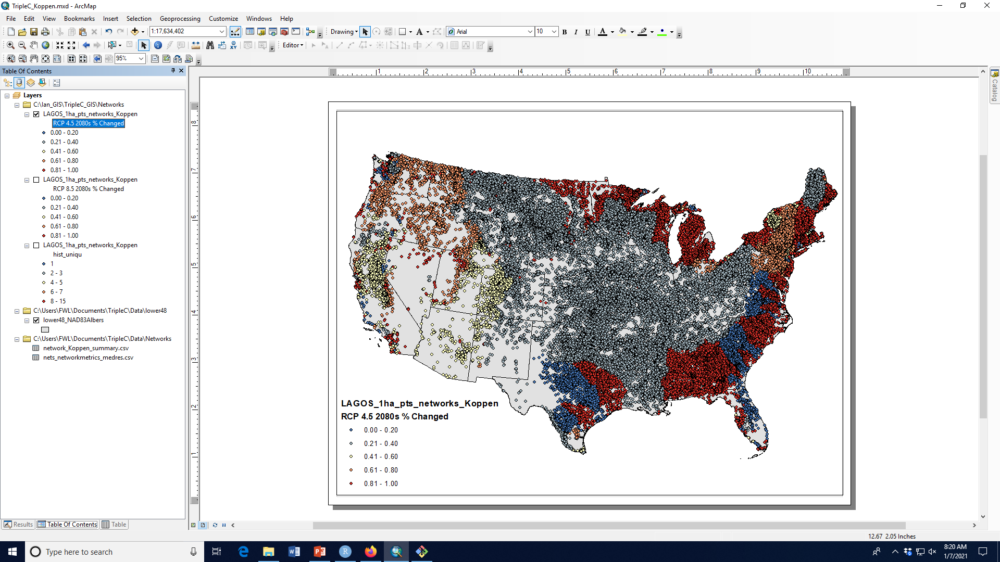 TripleC_Koppen.mxd - ArcMap
File Edit View Bookmarks Insert Selection Geoprocessing Customize Windows Help
1:17,634,402 Drawing Arial 10 B I U A
Editor
95%
Table Of Contents
Layers
C:\Ian_GIS\TripleC_GIS\Networks
LAGOS_1ha_pts_networks_Koppen
RCP 4.5 2080s % Changed
0.00 - 0.20
0.21 - 0.40
0.41 - 0.60
0.61 - 0.80
0.81 - 1.00
LAGOS_1ha_pts_networks_Koppen
RCP 8.5 2080s % Changed
0.00 - 0.20
0.21 - 0.40
0.41 - 0.60
0.61 - 0.80
0.81 - 1.00
LAGOS_1ha_pts_networks_Koppen
hist_uniqu
1
2 - 3
4 - 5
6 - 7
8 - 15
C:\Users\FWL\Documents\TripleC\Data\lower48
lower48_NAD83Albers
C:\Users\FWL\Documents\TripleC\Data\Networks
network_Koppen_summary.csv
nets_networkmetrics_medres.csv
Results Table Of Contents Table
1 2 3 4 5 6 7 8 9 10
8
7
6
5
4
3
2
1
LAGOS_1ha_pts_networks_Koppen
RCP 4.5 2080s % Changed
0.00 - 0.20
0.21 - 0.40
0.41 - 0.60
0.61 - 0.80
0.81 - 1.00
Catalog
12.67 2.05 Inches
Type here to search
8:20 AM
1/7/2021